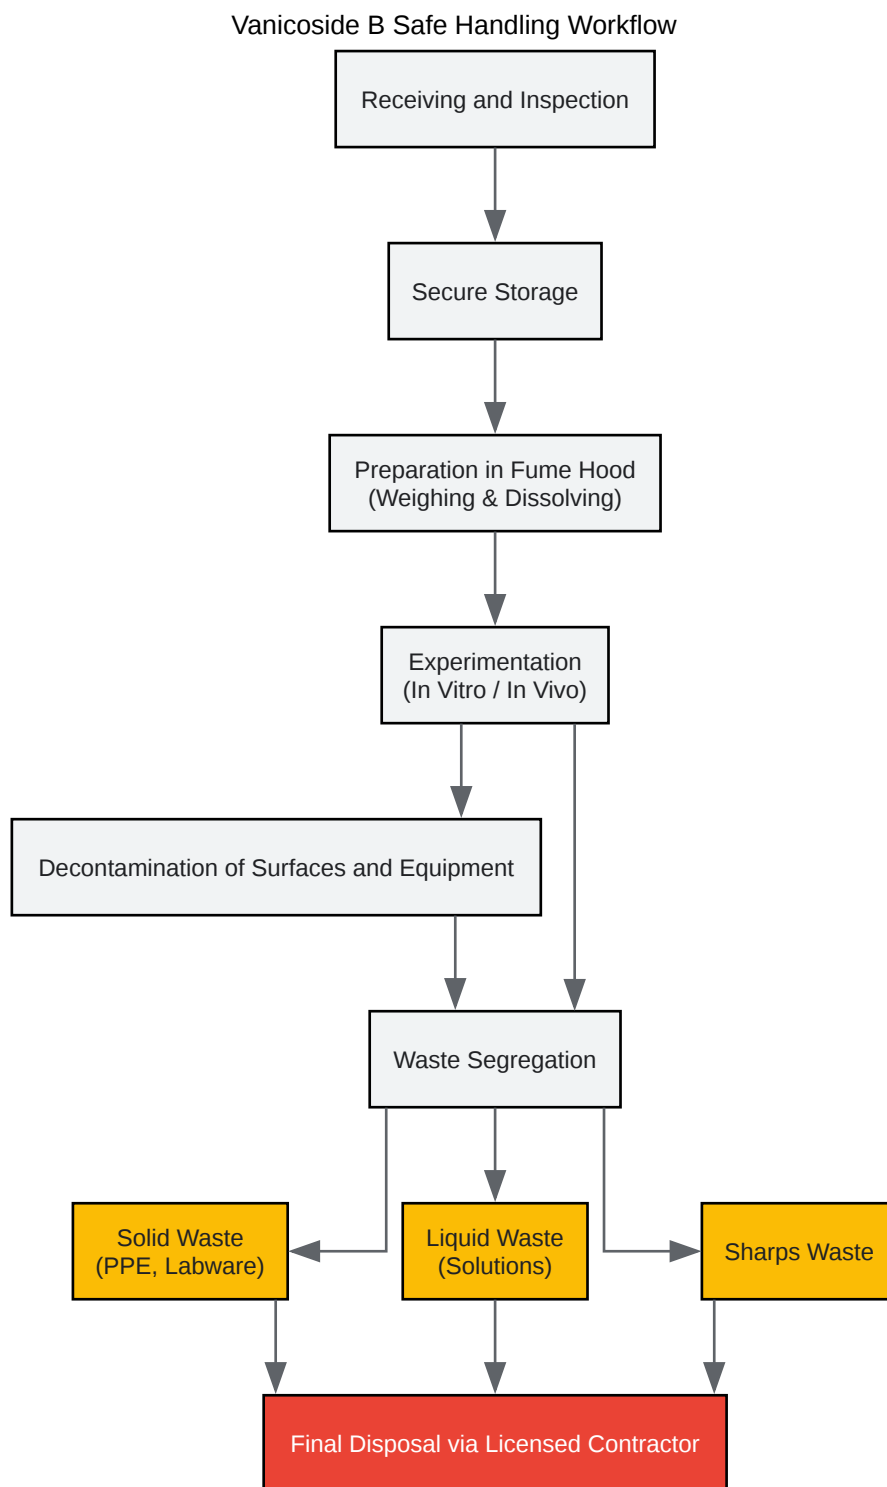 Vanicoside B Safe Handling Workflow
Receiving and Inspection
Secure Storage
Preparation in Fume Hood
(Weighing & Dissolving)
Experimentation
(In Vitro / In Vivo)
Decontamination of Surfaces and Equipment
Waste Segregation
Solid Waste
(PPE, Labware)
Liquid Waste
(Solutions)
Sharps Waste
Final Disposal via Licensed Contractor